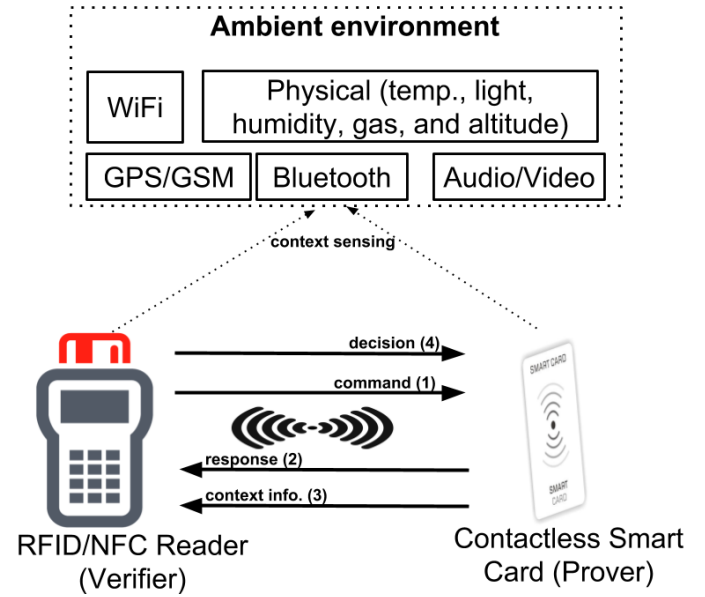 Ambient environment
WiFi
Physical (temp., light,
humidity, gas, and altitude)
GPS/GSM
Bluetooth
Audio/Video
context sensing
decision (4)
command (1)
response (2)
context info. (3)
SMART CARD
SMART
CARD
RFID/NFC Reader
(Verifier)
Contactless Smart
Card (Prover)